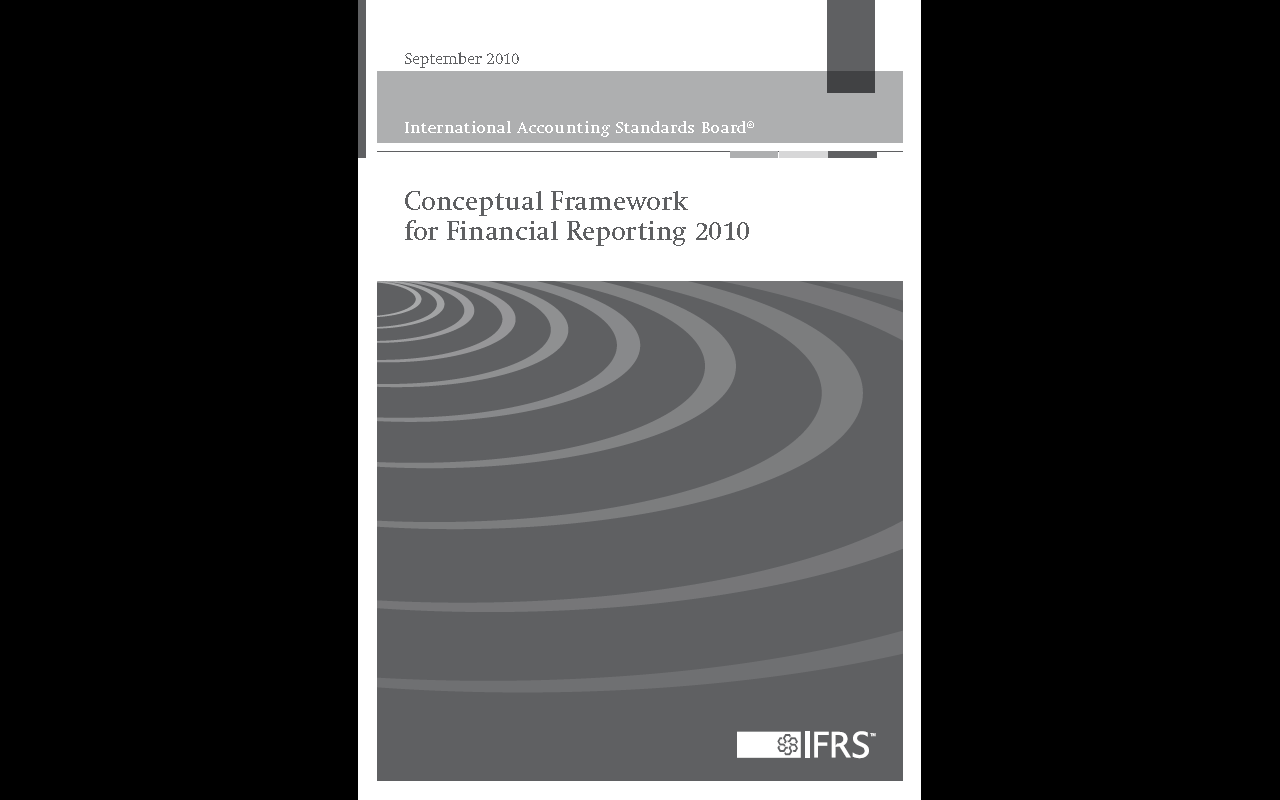 September 2010
International Accounting Standards Board®
Conceptual Framework
for Financial Reporting 2010
IFRS™